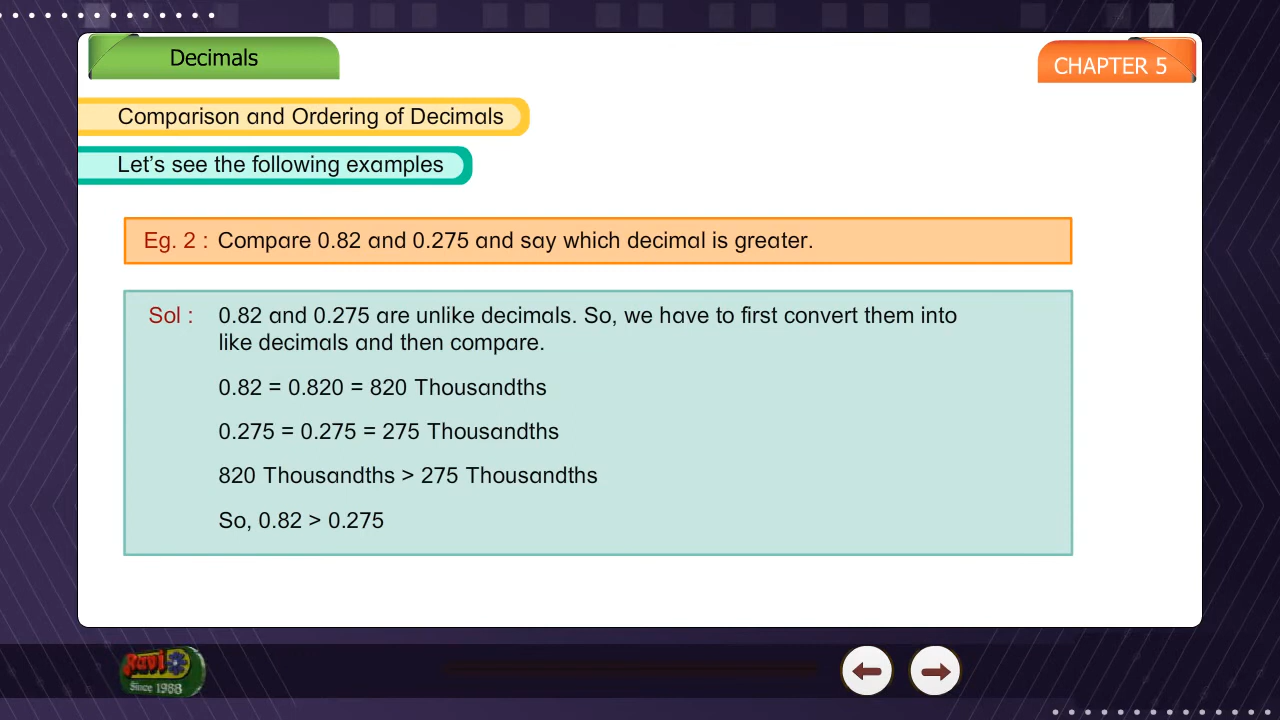 Decimals
CHAPTER 5
Comparison and Ordering of Decimals
Let's see the following examples
Eg. 2 : Compare 0.82 and 0.275 and say which decimal is greater.
Sol : 0.82 and 0.275 are unlike decimals. So, we have to first convert them into
like decimals and then compare.
0.82 = 0.820 = 820 Thousandths
0.275 = 0.275 = 275 Thousandths
820 Thousandths > 275 Thousandths
So, 0.82 > 0.275
Ravi
Since 1988